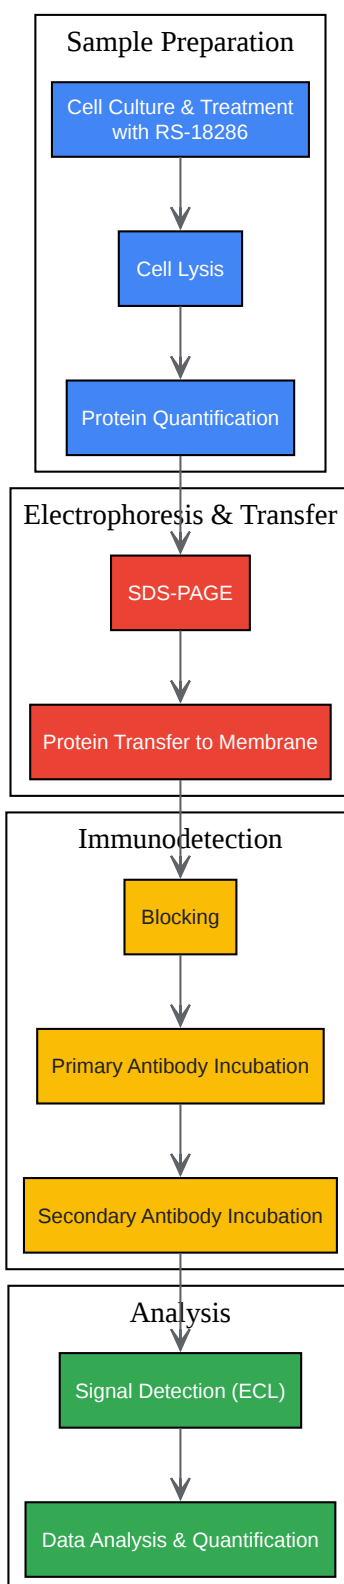 Sample Preparation
Cell Culture & Treatment
with RS-18286
Cell Lysis
Protein Quantification
Electrophoresis & Transfer
SDS-PAGE
Protein Transfer to Membrane
Immunodetection
Blocking
Primary Antibody Incubation
Secondary Antibody Incubation
Analysis
Signal Detection (ECL)
Data Analysis & Quantification